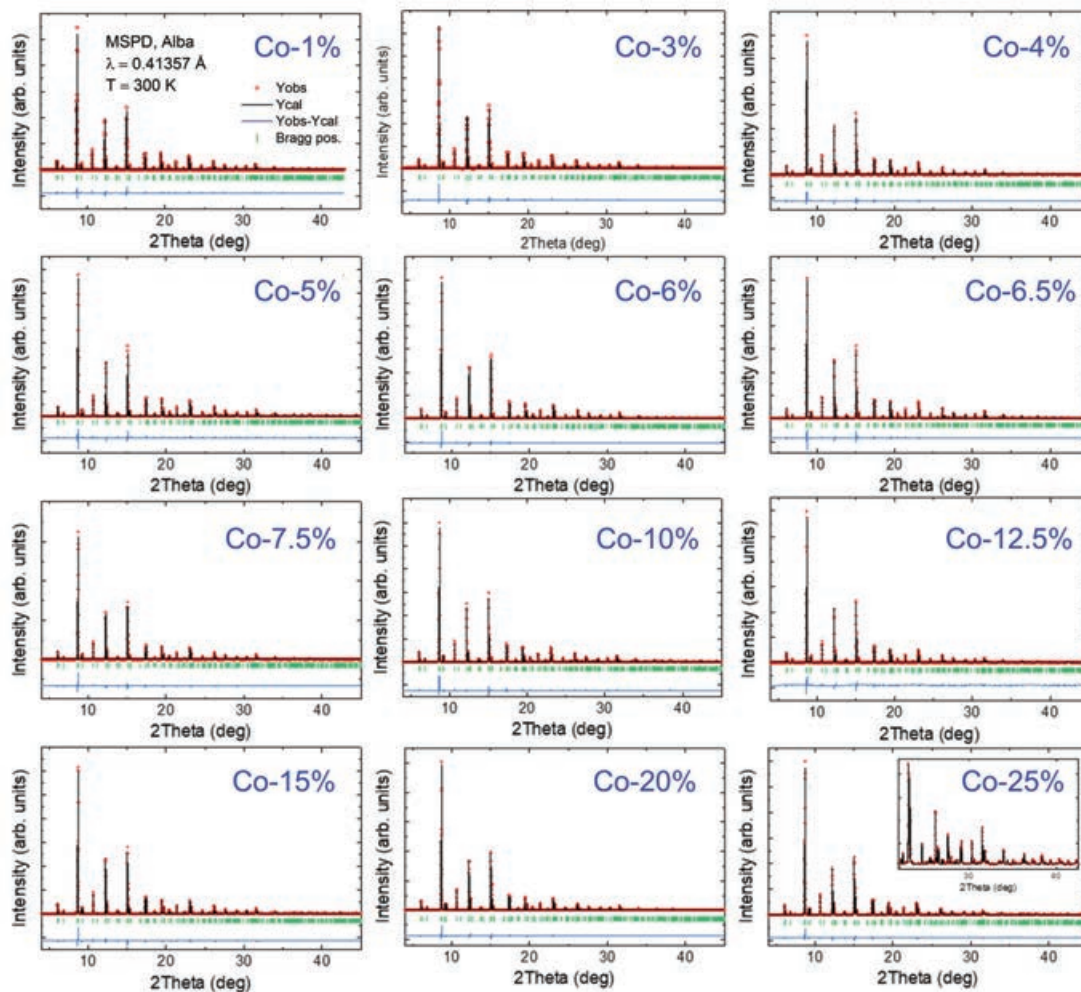 MSPD, Alba
λ = 0.41357 Å
T = 300 K
Co-1%
Yobs
Ycal
Yobs-Ycal
Bragg pos.
Intensity (arb. units)
10 20 30 40
2Theta (deg)
Co-3%
Intensity (arb. units)
10 20 30 40
2Theta (deg)
Co-4%
Intensity (arb. units)
10 20 30 40
2Theta (deg)
Co-5%
Intensity (arb. units)
10 20 30 40
2Theta (deg)
Co-6%
Intensity (arb. units)
10 20 30 40
2Theta (deg)
Co-6.5%
Intensity (arb. units)
10 20 30 40
2Theta (deg)
Co-7.5%
Intensity (arb. units)
10 20 30 40
2Theta (deg)
Co-10%
Intensity (arb. units)
10 20 30 40
2Theta (deg)
Co-12.5%
Intensity (arb. units)
10 20 30 40
2Theta (deg)
Co-15%
Intensity (arb. units)
10 20 30 40
2Theta (deg)
Co-20%
Intensity (arb. units)
10 20 30 40
2Theta (deg)
Co-25%
30 40
2Theta (deg)
Intensity (arb. units)
10 20 30 40
2Theta (deg)